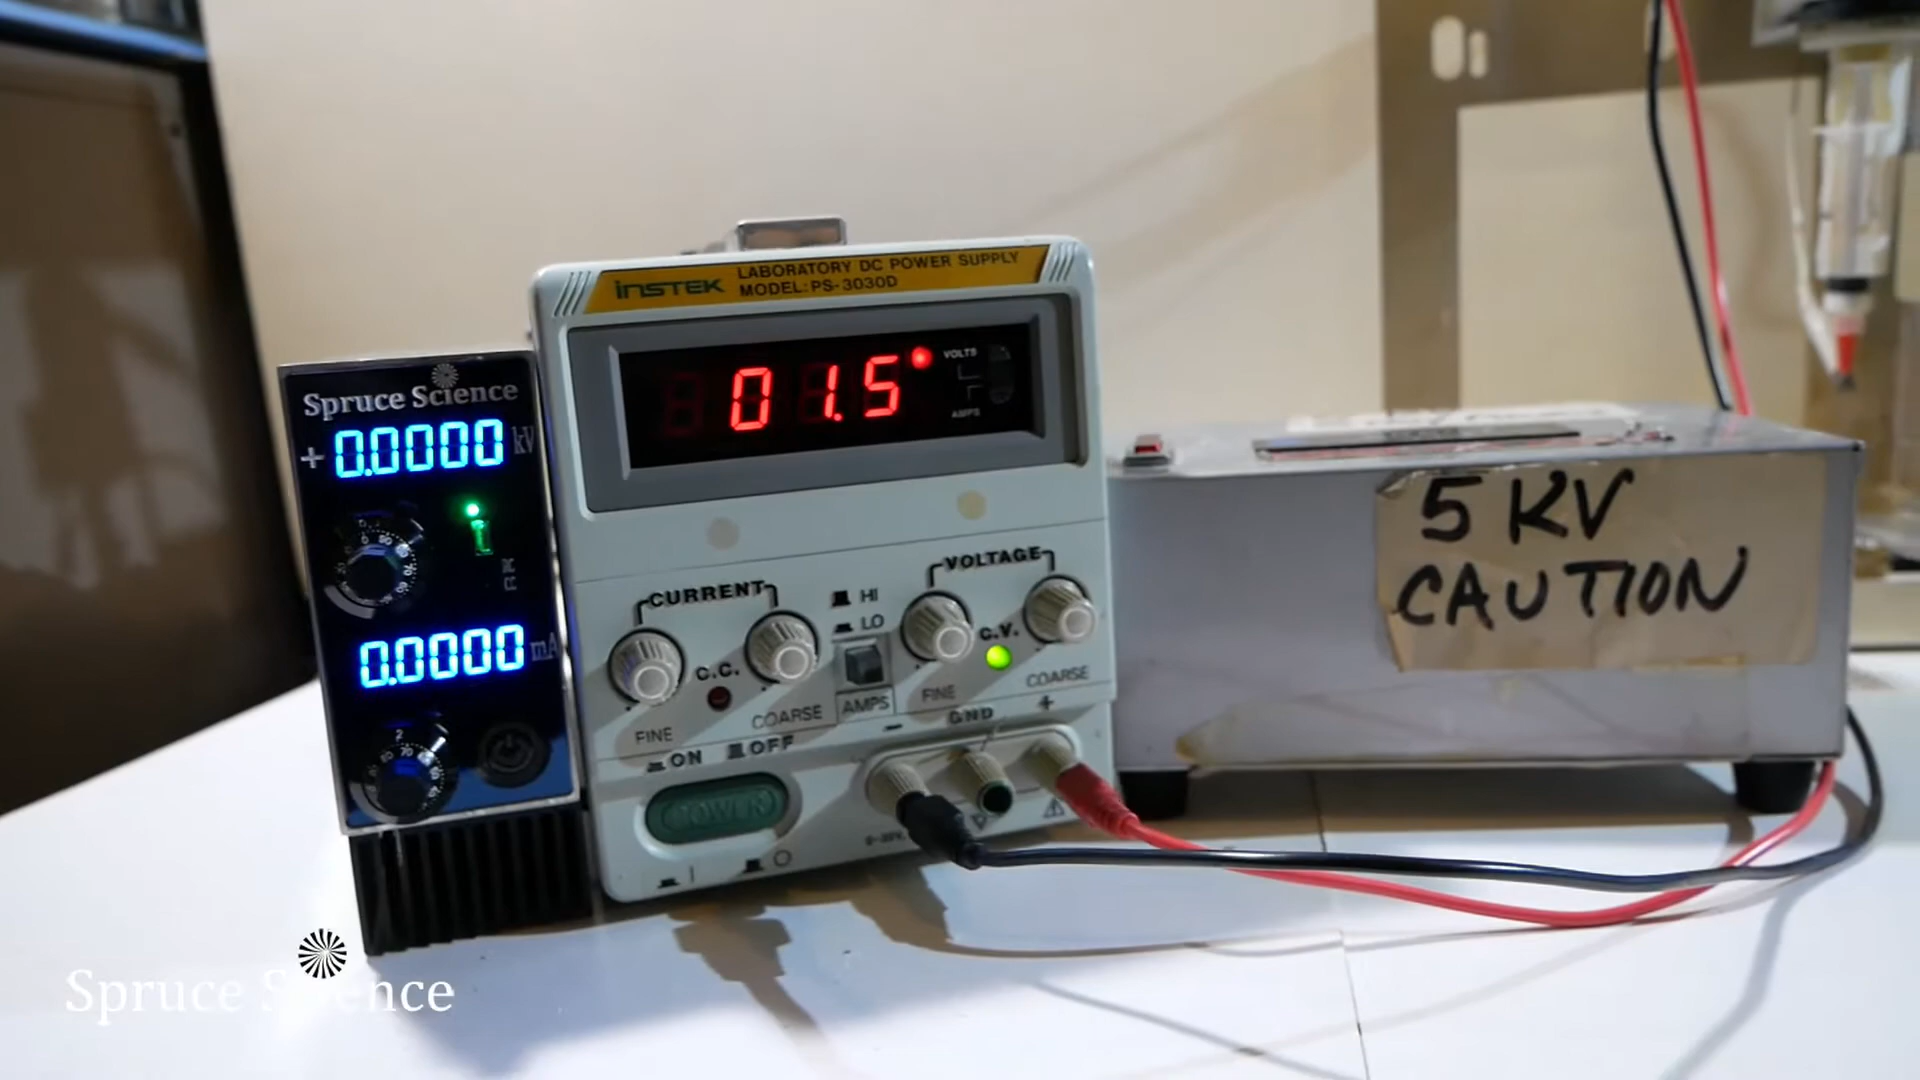 Spruce Science
+0.0000 kV
0.0000 mA
INSTEK
LABORATORY DC POWER SUPPLY
MODEL:PS-3030D
01.5
VOLTS
AMPS
CURRENT
HI
LO
VOLTAGE
C.C.
C.V.
FINE
COARSE
AMPS
FINE
COARSE
ON
OFF
- GND +
POWER
5 KV
CAUTION
Spruce Science